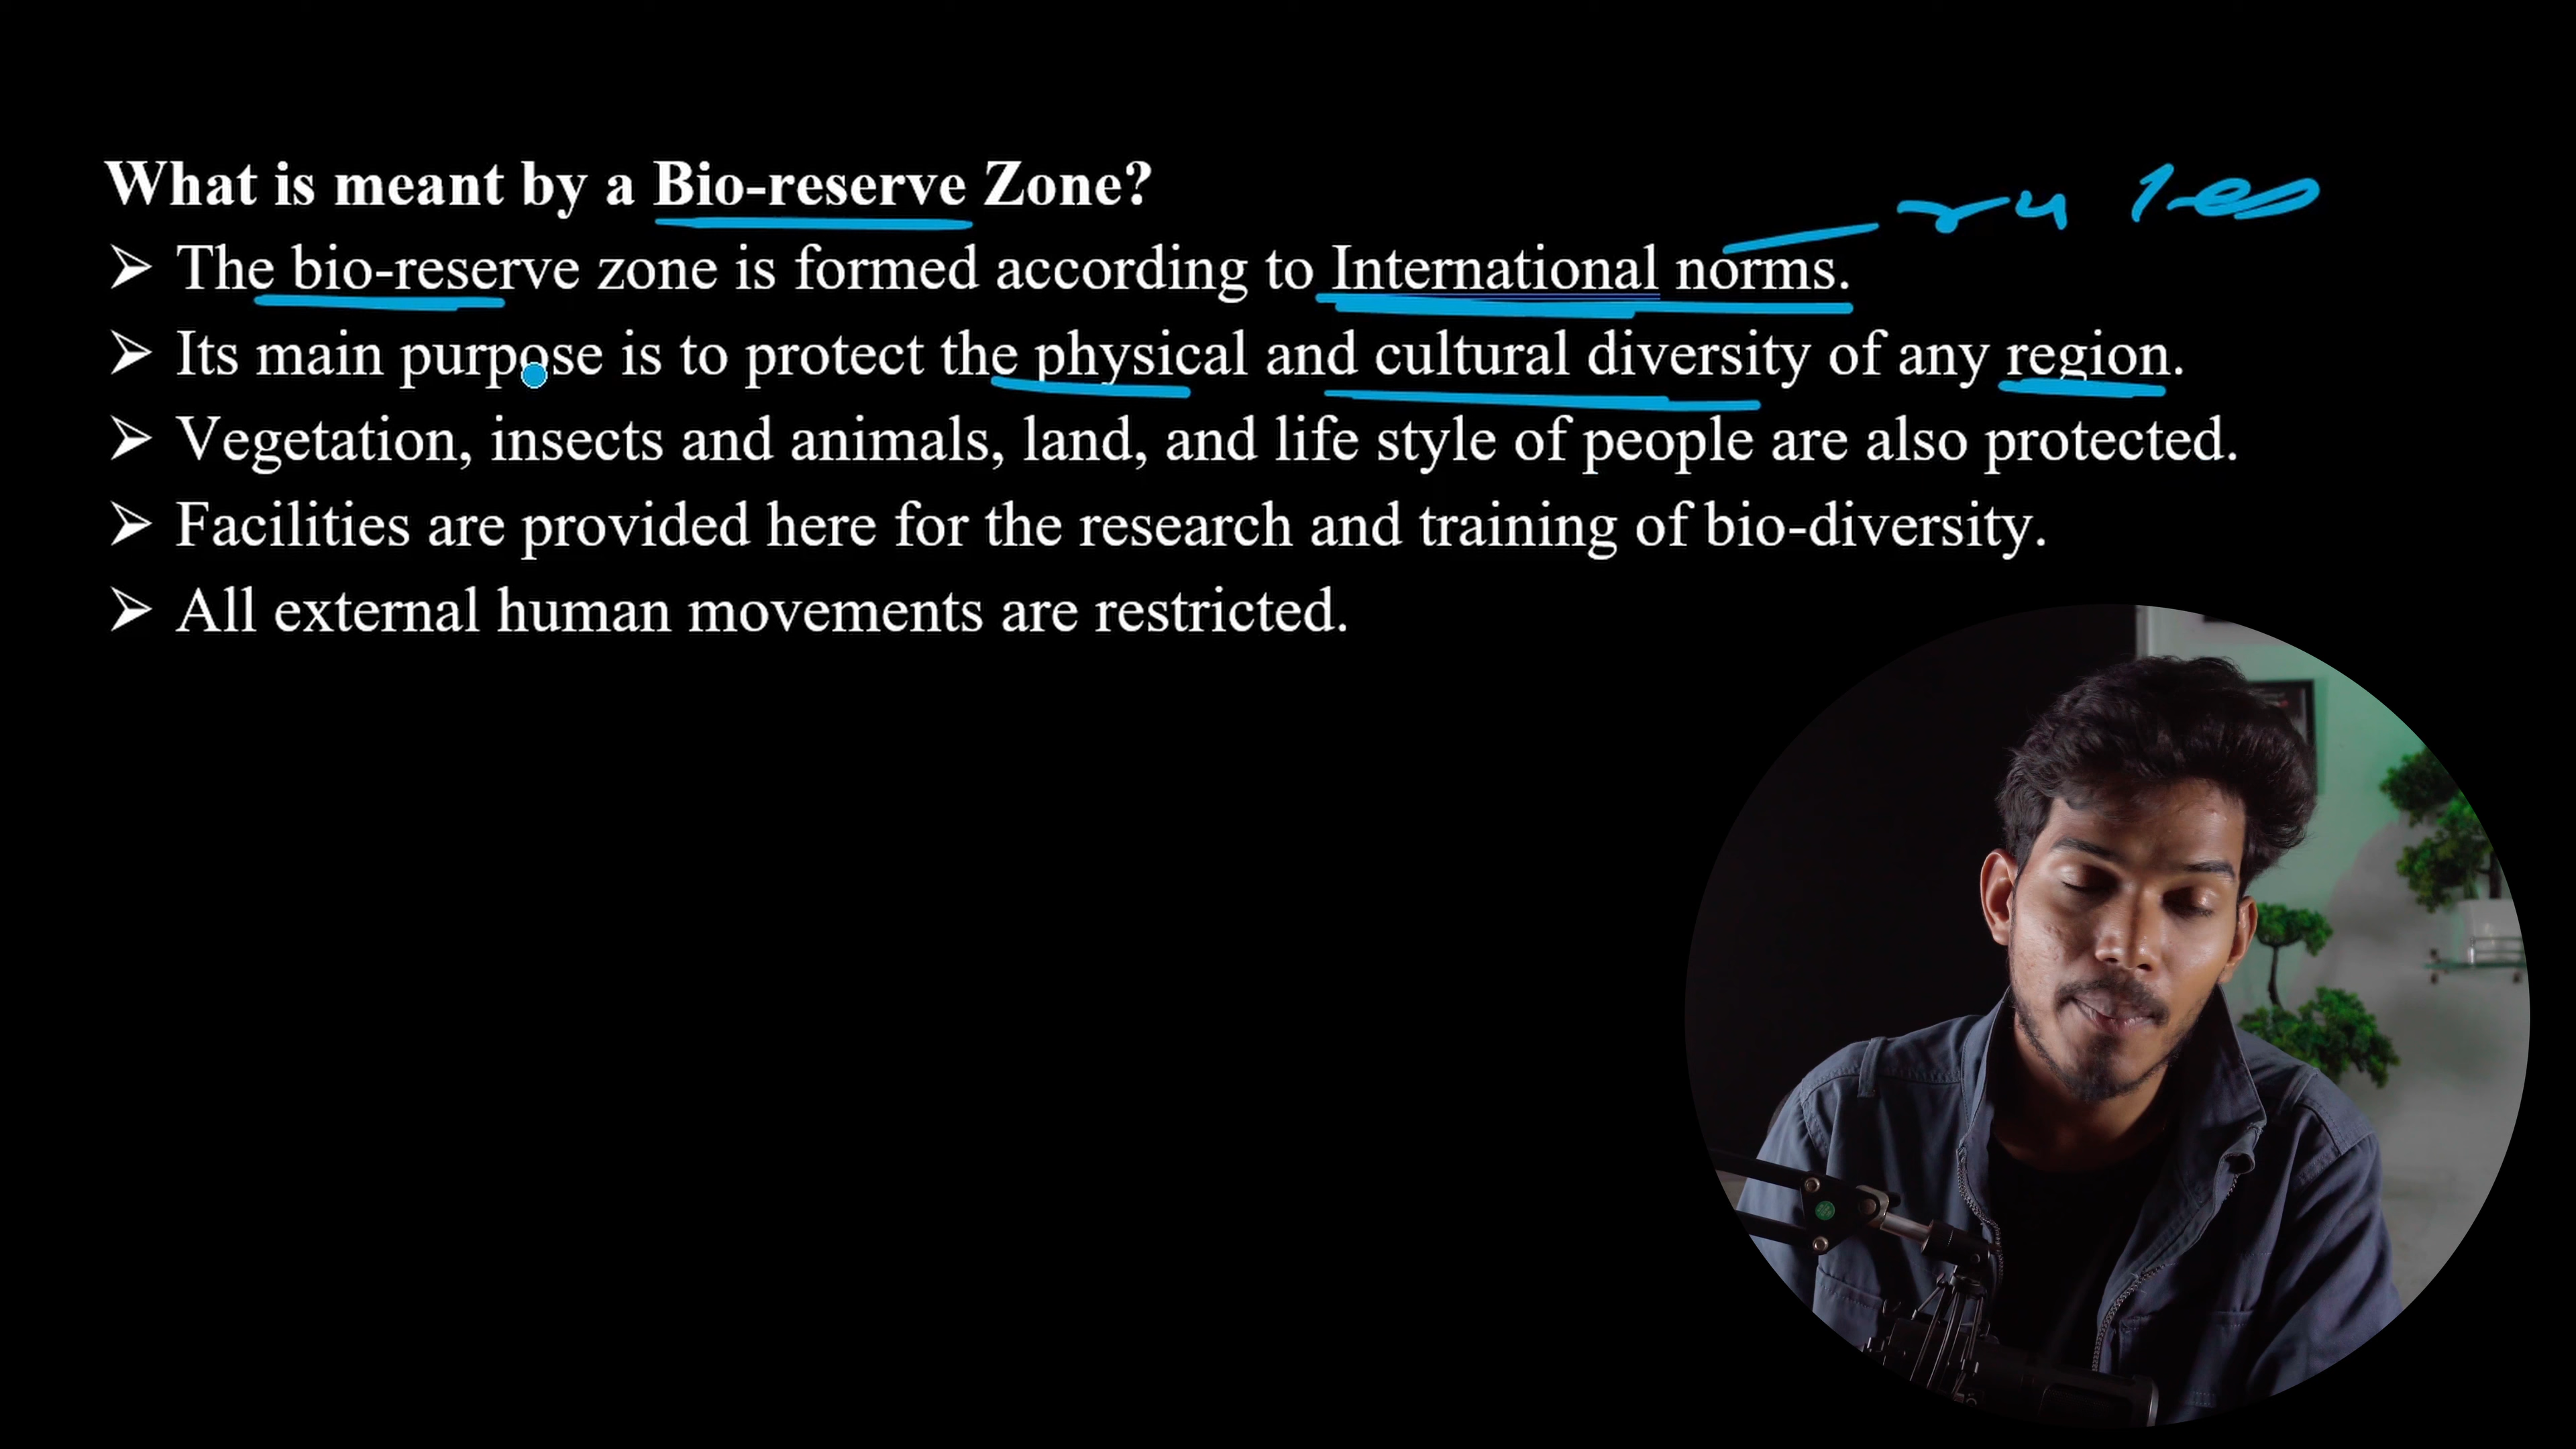 What is meant by a Bio-reserve Zone?
rules
➢ The bio-reserve zone is formed according to International norms.
➢ Its main purpose is to protect the physical and cultural diversity of any region.
➢ Vegetation, insects and animals, land, and life style of people are also protected.
➢ Facilities are provided here for the research and training of bio-diversity.
➢ All external human movements are restricted.